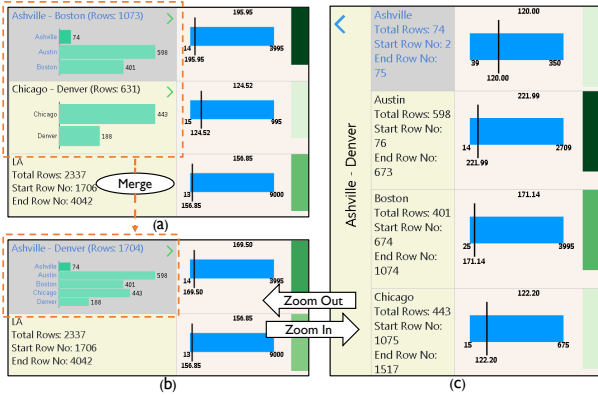 Ashville - Boston (Rows: 1073)
Ashville
74
Austin
598
Boston
401
195.95
14
3995
195.95
Chicago - Denver (Rows: 631)
Chicago
443
Denver
188
124.52
15
995
124.52
LA
Total Rows: 2337
Start Row No: 1706
End Row No: 4042
Merge
156.85
13
9000
156.85
(a)
Ashville - Denver (Rows: 1704)
Ashville
74
Austin
598
Boston
401
Chicago
443
Denver
188
169.50
14
3995
169.50
LA
Total Rows: 2337
Start Row No: 1706
End Row No: 4042
156.85
13
9000
156.85
Zoom Out
Zoom In
(b)
Ashville - Denver
Ashville
Total Rows: 74
Start Row No: 2
End Row No:
75
120.00
39
350
120.00
Austin
Total Rows: 598
Start Row No:
76
End Row No:
673
221.99
14
2709
221.99
Boston
Total Rows: 401
Start Row No:
674
End Row No:
1074
171.14
25
3995
171.14
Chicago
Total Rows: 443
Start Row No:
1075
End Row No:
1517
122.20
15
675
122.20
(c)